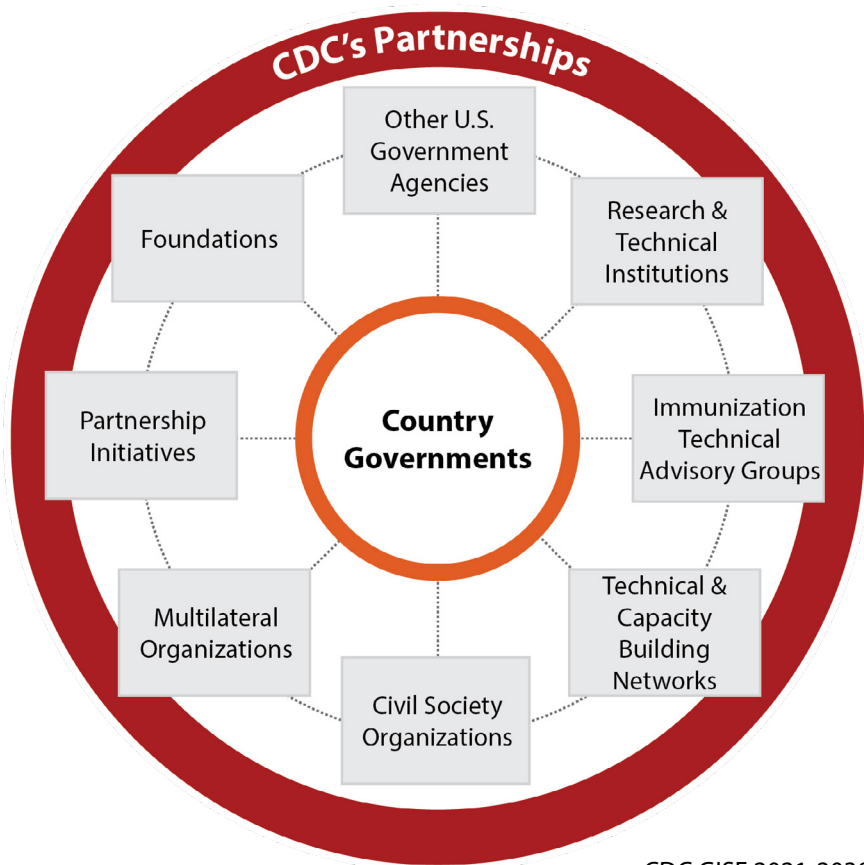 CDC's Partnerships
Other U.S.
Government
Agencies
Research &
Technical
Institutions
Immunization
Technical
Advisory Groups
Technical &
Capacity
Building
Networks
Civil Society
Organizations
Multilateral
Organizations
Partnership
Initiatives
Foundations
Country
Governments